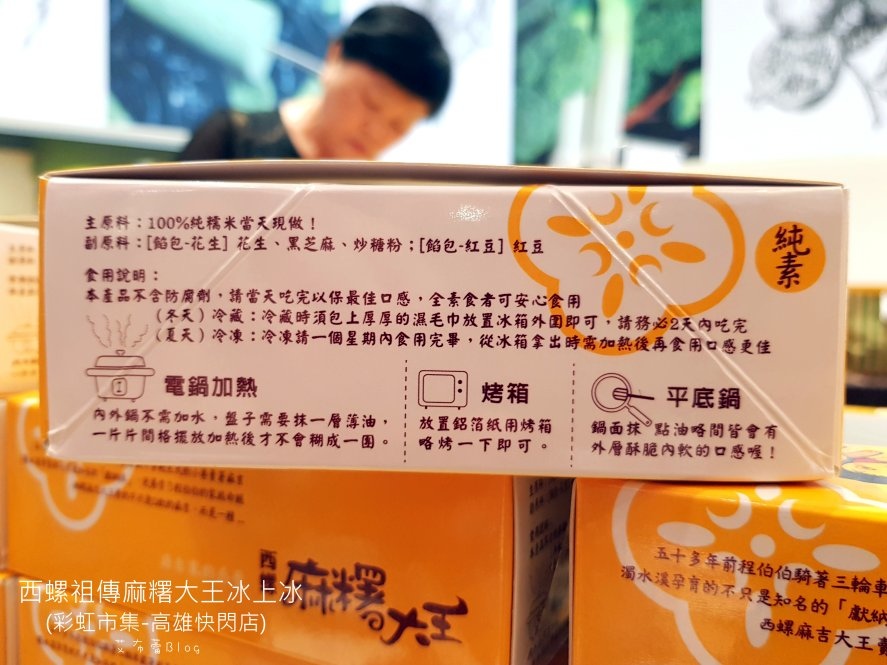 主原料：100%純糯米當天現做！
副原料：[餡包-花生] 花生、黑芝麻、炒糖粉；[餡包-紅豆] 紅豆
純素
食用說明：
本產品不含防腐劑，請當天吃完以保最佳口感，全素食者可安心食用
（冬天）冷藏：冷藏時須包上厚厚的濕毛巾放置冰箱外圍即可，請務必2天內吃完
（夏天）冷凍：冷凍請一個星期內食用完畢，從冰箱拿出時需加熱後再食用口感更佳
電鍋加熱
內外鍋不需加水，盤子需要抹一層薄油，
一片片間格擺放加熱後才不會糊成一團。
烤箱
放置鋁箔紙用烤箱
咯烤一下即可。
平底鍋
鍋面抹一點油咯間皆會有
外層酥脆內軟的口感喔！
西螺
麻糬大王
五十多年前程伯伯騎著三輪車
濁水溪孕育的不只是知名的「獻納
西螺麻吉大王賣
西螺祖傳麻糬大王冰上冰
(彩虹市集-高雄快閃店)
艾布蕾Blog